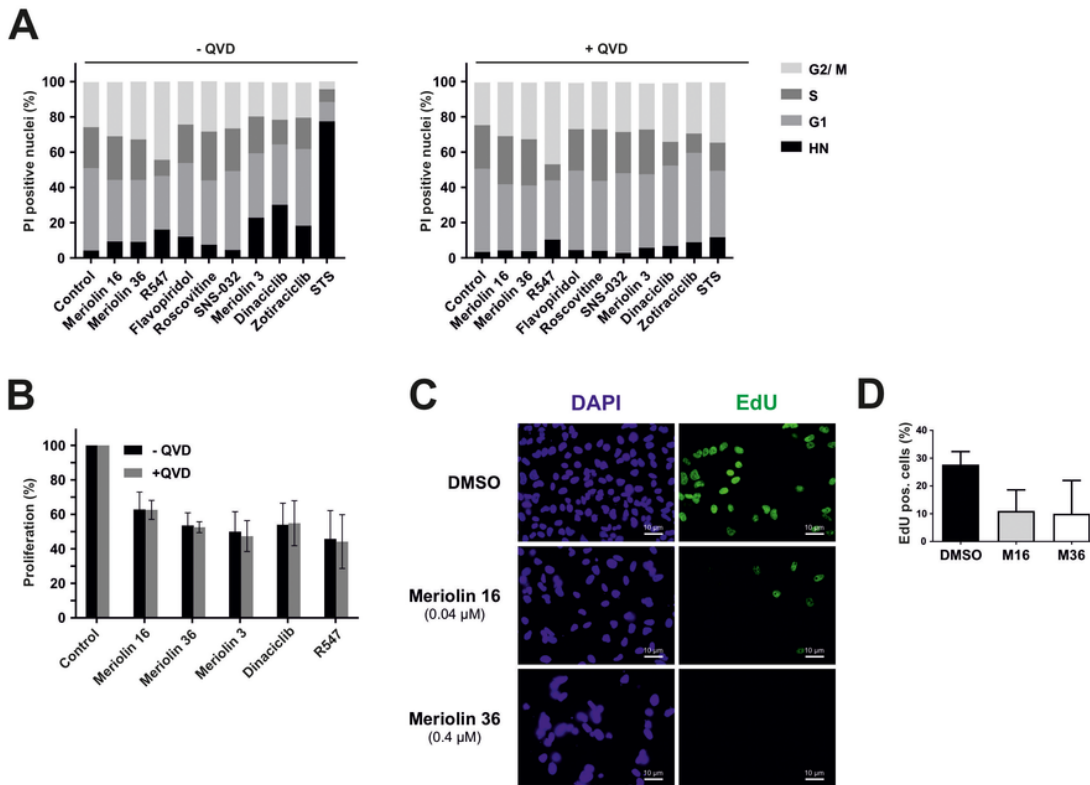 A
- QVD
PI positive nuclei (%)
100
80
60
40
20
0
Control
Meriolin 16
Meriolin 36
R547
Flavopiridol
Roscovitine
SNS-032
Meriolin 3
Dinaciclib
Zotiraciclib
STS
+ QVD
PI positive nuclei (%)
100
80
60
40
20
0
Control
Meriolin 16
Meriolin 36
R547
Flavopiridol
Roscovitine
SNS-032
Meriolin 3
Dinaciclib
Zotiraciclib
STS
G2/ M
S
G1
HN
B
Proliferation (%)
100
80
60
40
20
0
- QVD
+QVD
Control
Meriolin 16
Meriolin 36
Meriolin 3
Dinaciclib
R547
C
DAPI
EdU
DMSO
10 µm
10 µm
Meriolin 16
(0.04 µM)
10 µm
10 µm
Meriolin 36
(0.4 µM)
10 µm
10 µm
D
EdU pos. cells (%)
40
30
20
10
0
DMSO
M16
M36